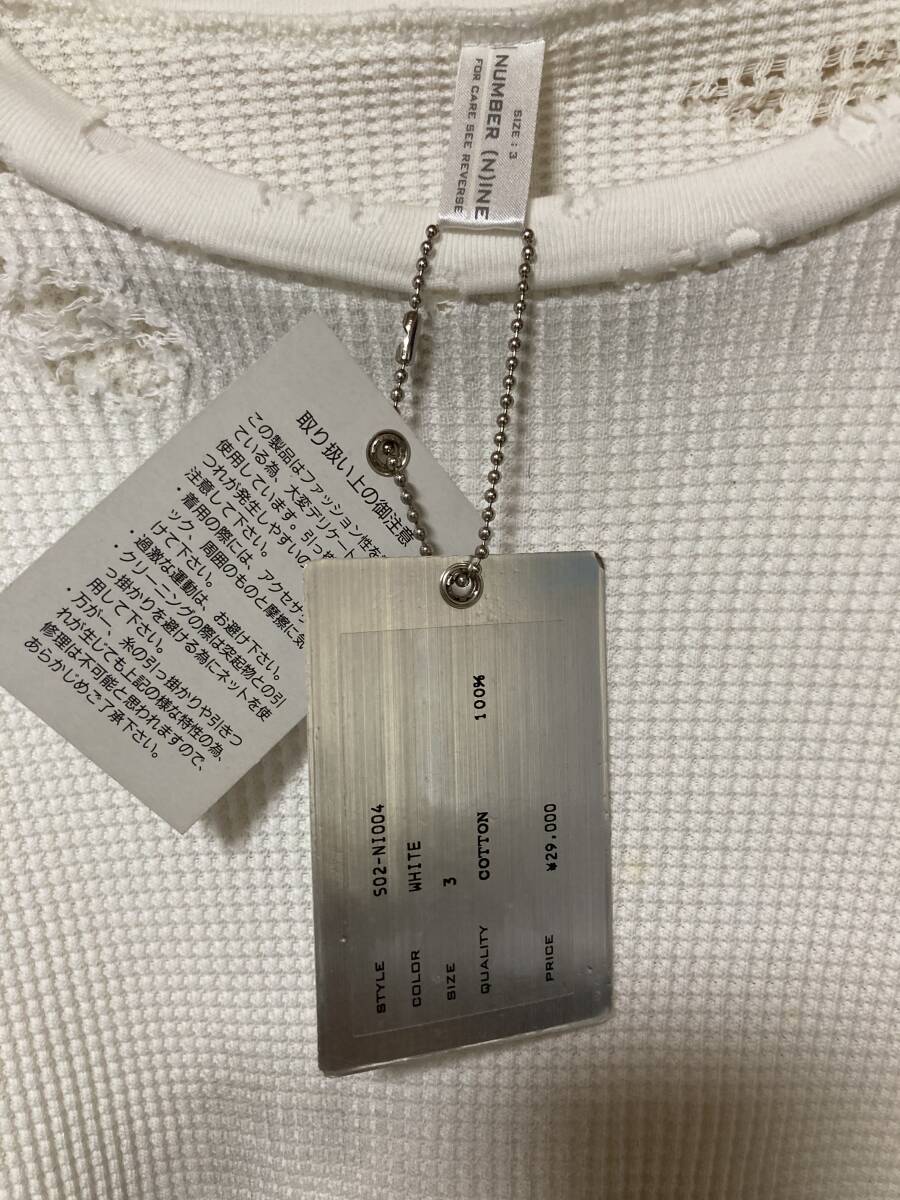 SIZE : 3
NUMBER (N)INE
FOR CARE SEE REVERSE
取り扱い上の御注意
この製品はファッション性を
ている為、大変デリケート
使用しています。引っ掛
つれが発生しやすいの
注意して下さい。
・着用の際には、アクセサリ
ック、周囲のものと摩擦に気
けて下さい。
・過激な運動は、お避け下さい。
・クリーニングの際は突起物との引
っ掛かりを避ける為にネットを使
用して下さい。
・万が一、糸の引っ掛かりや引きつ
れが生じても上記の様な特性の為、
修理は不可能と思われますので、
あらかじめご了承下さい。
STYLE S02-NI004
COLOR WHITE
SIZE 3
QUALITY COTTON 100%
PRICE ¥29,000